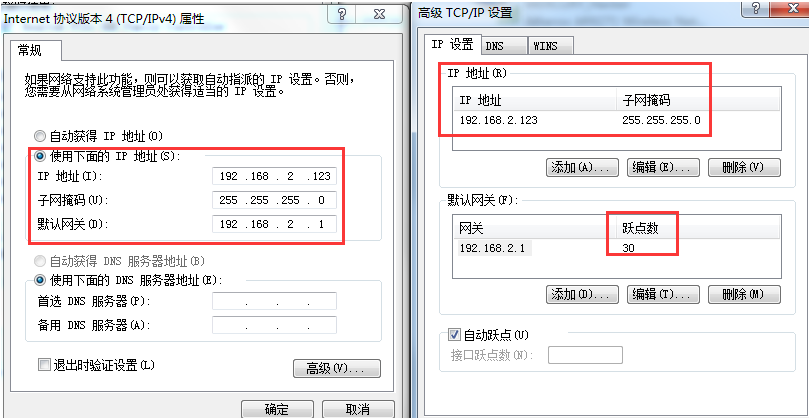 Internet 协议版本 4 (TCP/IPv4) 属性
常规
如果网络支持此功能，则可以获取自动指派的 IP 设置。否则，
您需要从网络系统管理员处获得适当的 IP 设置。
自动获得 IP 地址(O)
使用下面的 IP 地址(S):
IP 地址(I): 192 .168 . 2 .123
子网掩码(U): 255 .255 .255 . 0
默认网关(D): 192 .168 . 2 . 1
自动获得 DNS 服务器地址(B)
使用下面的 DNS 服务器地址(E):
首选 DNS 服务器(P): . . .
备用 DNS 服务器(A): . . .
退出时验证设置(L)
高级(V)...
确定 取消
高级 TCP/IP 设置
IP 设置 DNS WINS
IP 地址(R)
IP 地址 子网掩码
192.168.2.123 255.255.255.0
添加(A)... 编辑(E)... 删除(V)
默认网关(F):
网关 跃点数
192.168.2.1 30
添加(D)... 编辑(T)... 删除(M)
自动跃点(U)
接口跃点数(N):